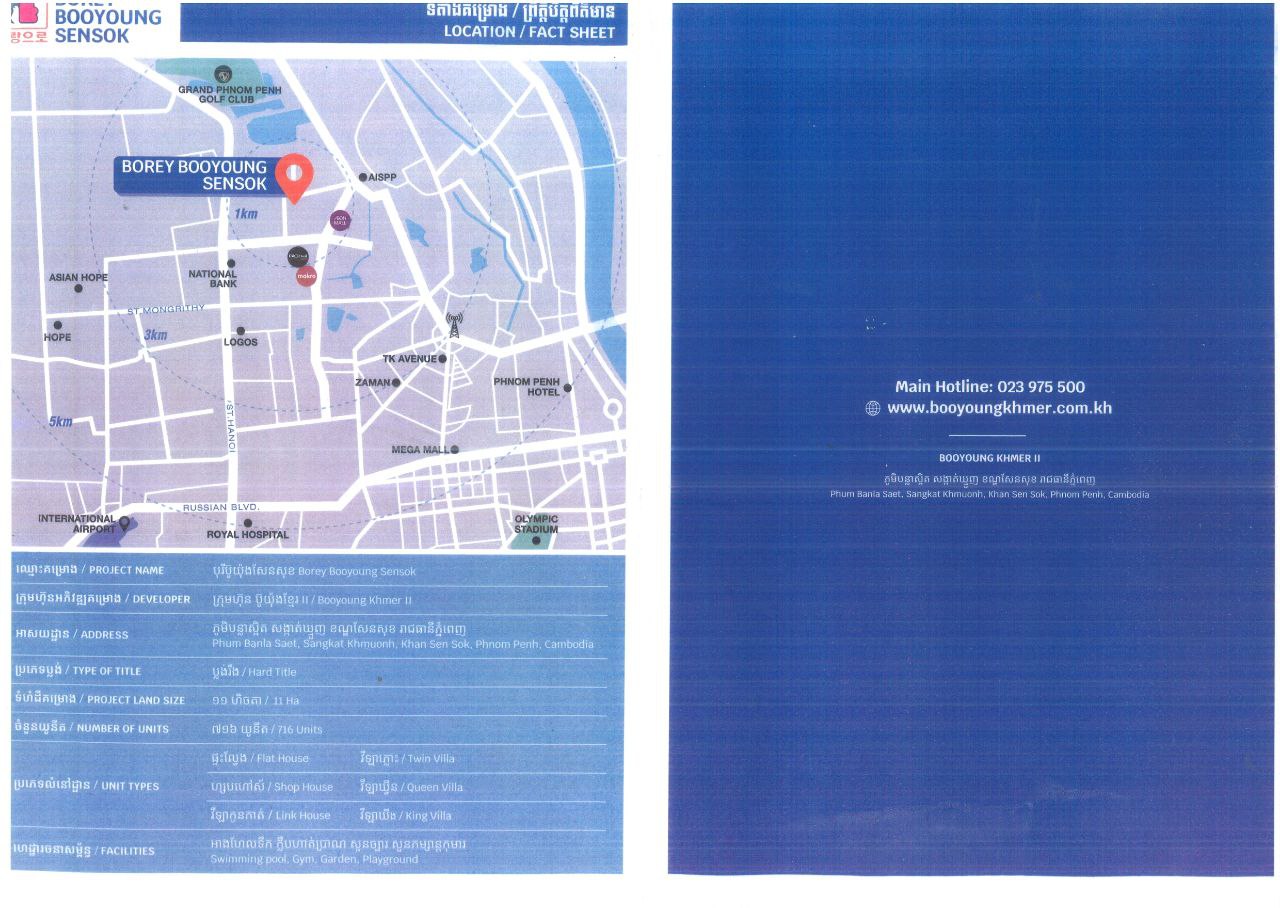 BOOYOUNG
SENSOK
ទីតាំងគម្រោង / ព្រឹត្តិប័ត្រព័ត៌មាន
LOCATION / FACT SHEET
GRAND PHNOM PENH
GOLF CLUB
BOREY BOOYOUNG
SENSOK
AISPP
1km
AEON
MALL
makro
NATIONAL
BANK
ASIAN HOPE
ST.MONGRITHY
HOPE
3km
LOGOS
TK AVENUE
ZAMAN
PHNOM PENH
HOTEL
5km
ST.HANOI
MEGA MALL
RUSSIAN BLVD.
INTERNATIONAL
AIRPORT
ROYAL HOSPITAL
OLYMPIC
STADIUM
ឈ្មោះគម្រោង / PROJECT NAME
បុរីប៊ូយ៉ុងសែនសុខ Borey Booyoung Sensok
ក្រុមហ៊ុនអភិវឌ្ឍគម្រោង / DEVELOPER
ក្រុមហ៊ុន ប៊ូយ៉ុងខ្មែរ II / Booyoung Khmer II
អាសយដ្ឋាន / ADDRESS
ភូមិបន្លាស្អិត សង្កាត់ឃ្មួញ ខណ្ឌសែនសុខ រាជធានីភ្នំពេញ
Phum Banla Saet, Sangkat Khmuonh, Khan Sen Sok, Phnom Penh, Cambodia
ប្រភេទប្លង់ / TYPE OF TITLE
ប្លង់រឹង / Hard Title
ទំហំដីគម្រោង / PROJECT LAND SIZE
១១ ហិចតា / 11 Ha
ចំនួនយូនីត / NUMBER OF UNITS
៧១៦ យូនីត / 716 Units
ប្រភេទលំនៅដ្ឋាន / UNIT TYPES
ផ្ទះល្វែង / Flat House
វីឡាភ្លោះ / Twin Villa
ហ្សបហៅស៍ / Shop House
វីឡាឃ្វីន / Queen Villa
វីឡាកូនកាត់ / Link House
វីឡាឃីង / King Villa
ហេដ្ឋារចនាសម្ព័ន្ធ / FACILITIES
អាងហែលទឹក ក្លឹបហាត់ប្រាណ សួនច្បារ សួនកម្សាន្តកុមារ
Swimming pool, Gym, Garden, Playground
Main Hotline: 023 975 500
www.booyoungkhmer.com.kh
BOOYOUNG KHMER II
ភូមិបន្លាស្អិត សង្កាត់ឃ្មួញ ខណ្ឌសែនសុខ រាជធានីភ្នំពេញ
Phum Banla Saet, Sangkat Khmuonh, Khan Sen Sok, Phnom Penh, Cambodia